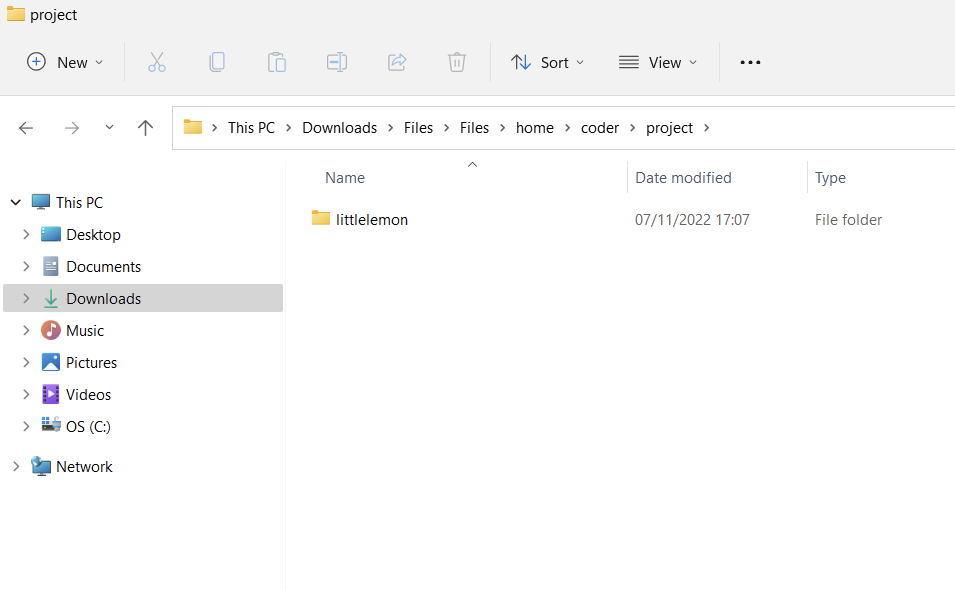 project
New Sort View
This PC Downloads Files Files home coder project
Name Date modified Type
littlelemon 07/11/2022 17:07 File folder
This PC
Desktop
Documents
Downloads
Music
Pictures
Videos
OS (C:)
Network